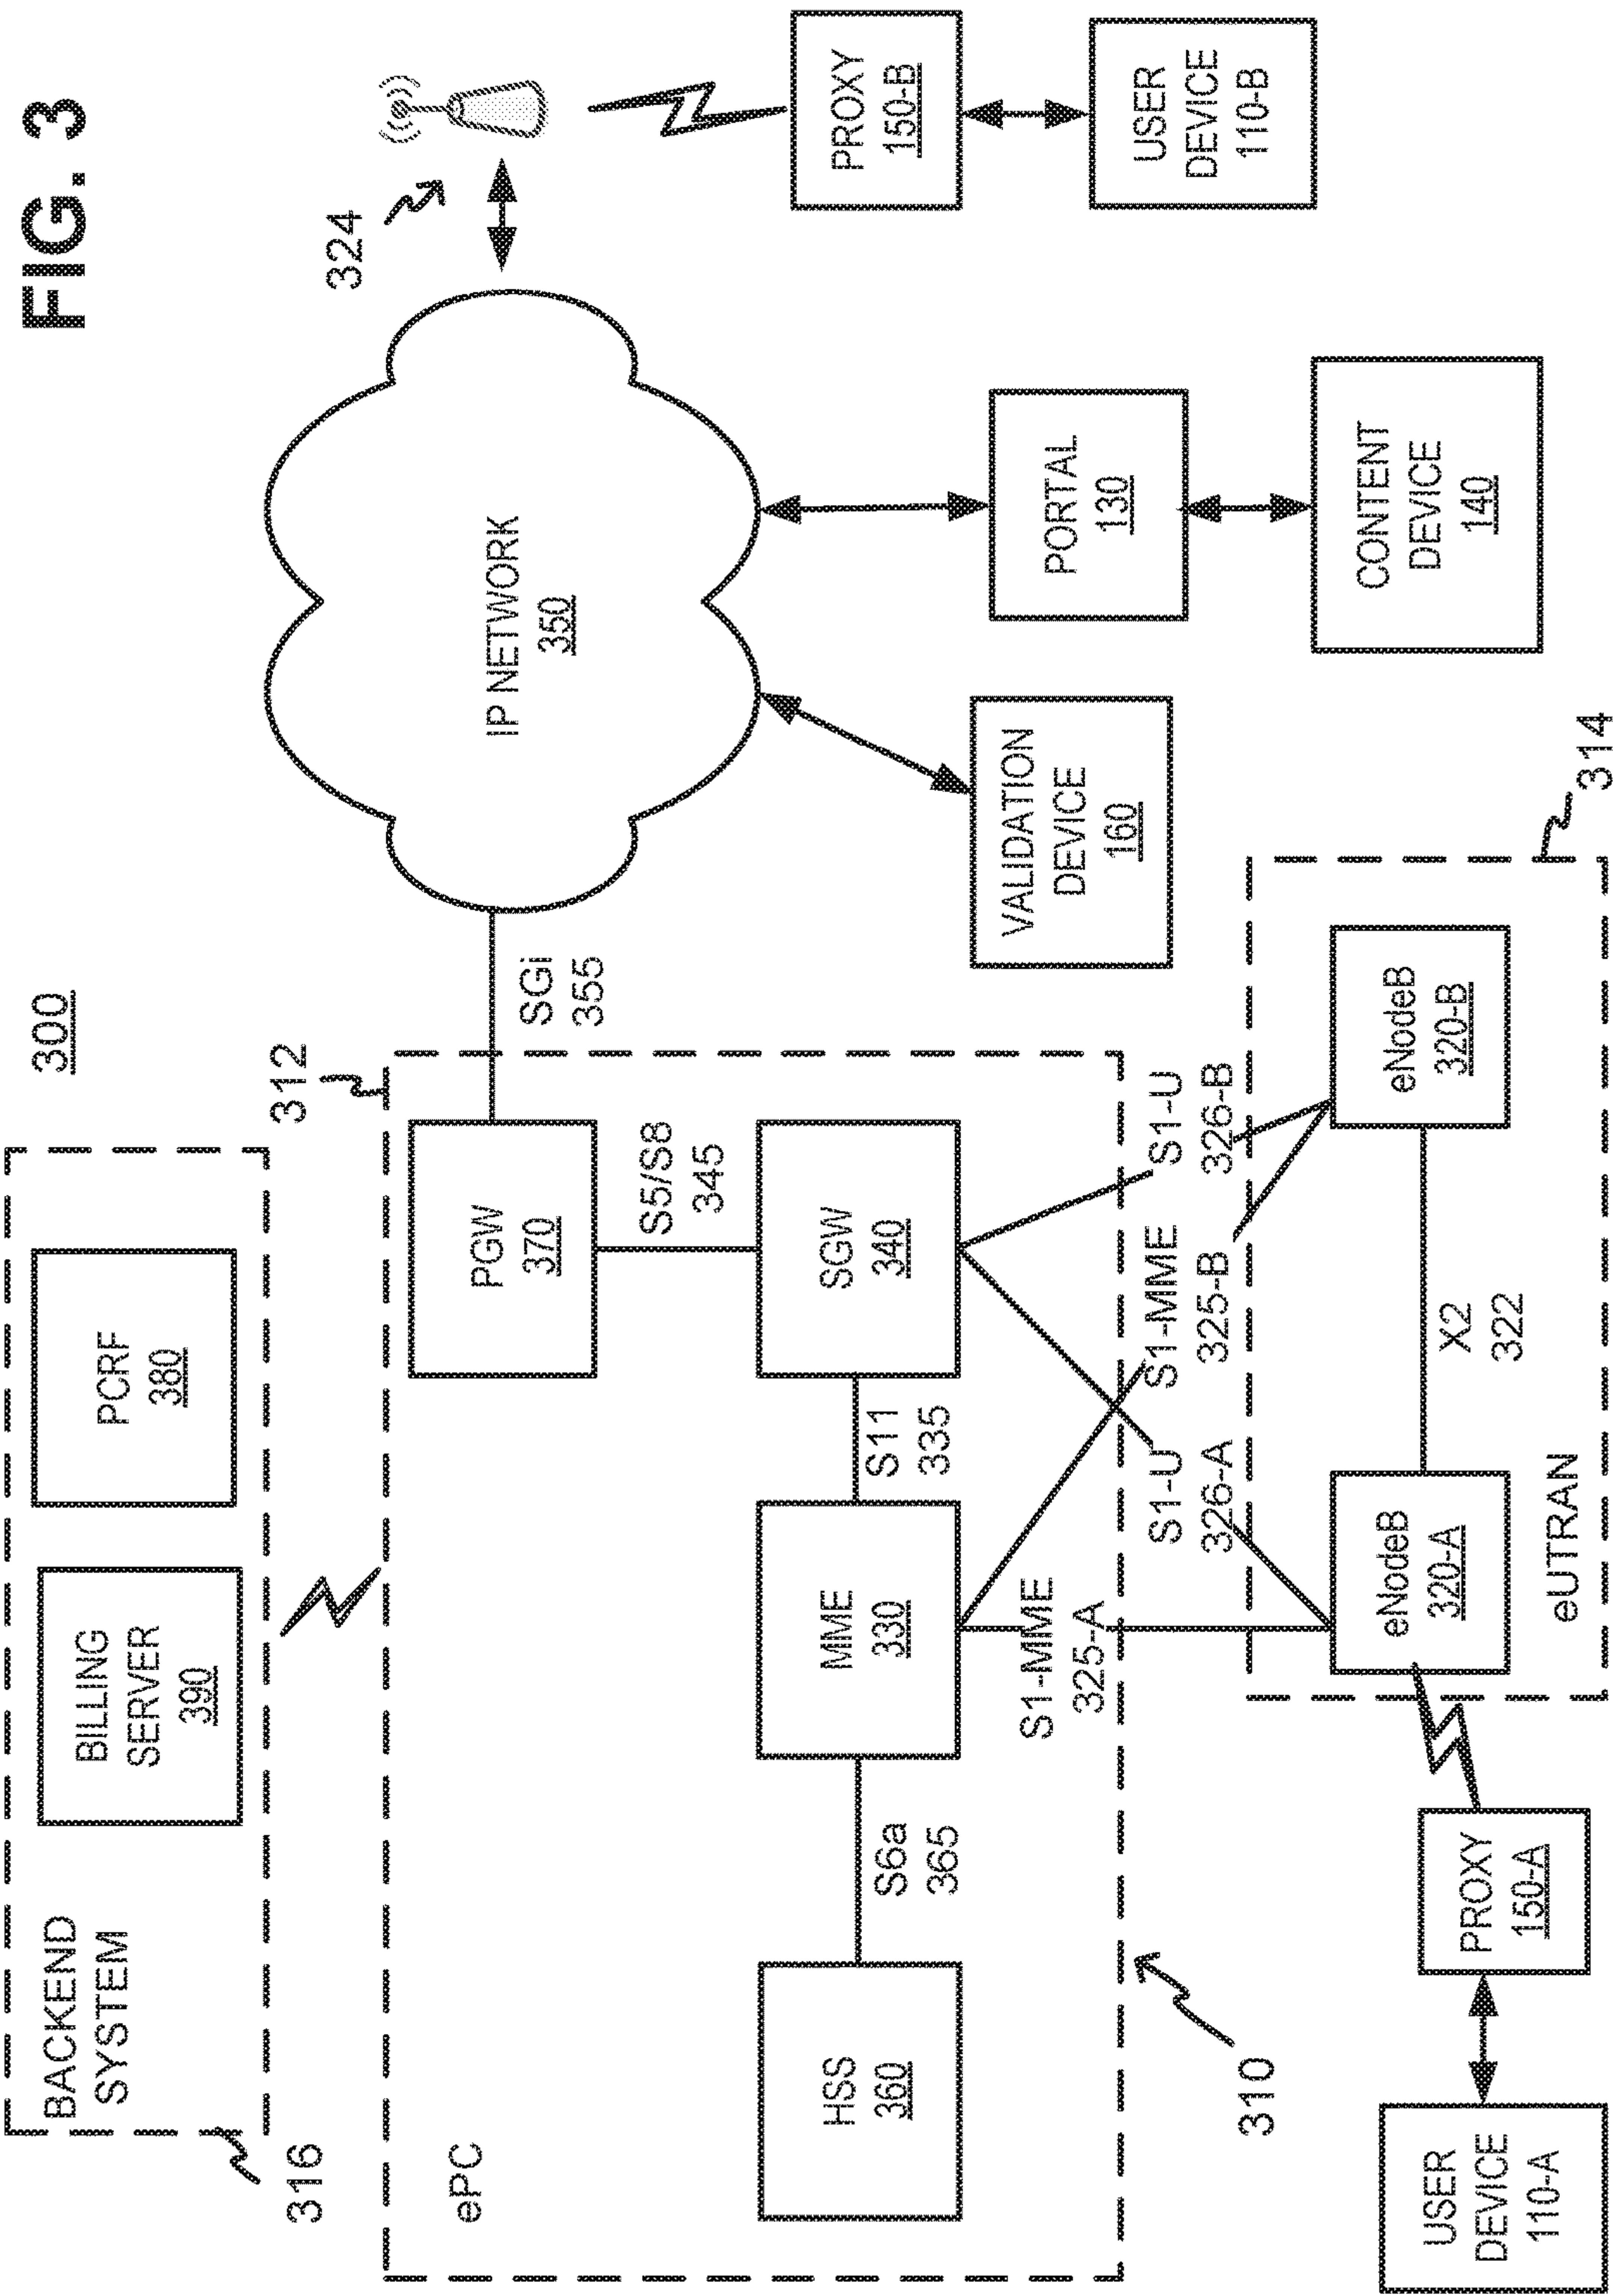 FIG. 3
300
BACKEND
SYSTEM
BILLING
SERVER
390
PCRF
380
316
312
ePC
PGW
370
SGi
355
IP NETWORK
350
324
S5/S8
345
HSS
360
S6a
365
MME
330
S11
335
SGW
340
VALIDATION
DEVICE
160
PORTAL
130
CONTENT
DEVICE
140
PROXY
150-B
USER
DEVICE
110-B
S1-MME
325-A
S1-U
326-A
S1-MME
325-B
S1-U
326-B
310
314
eUTRAN
eNodeB
320-A
X2
322
eNodeB
320-B
USER
DEVICE
110-A
PROXY
150-A